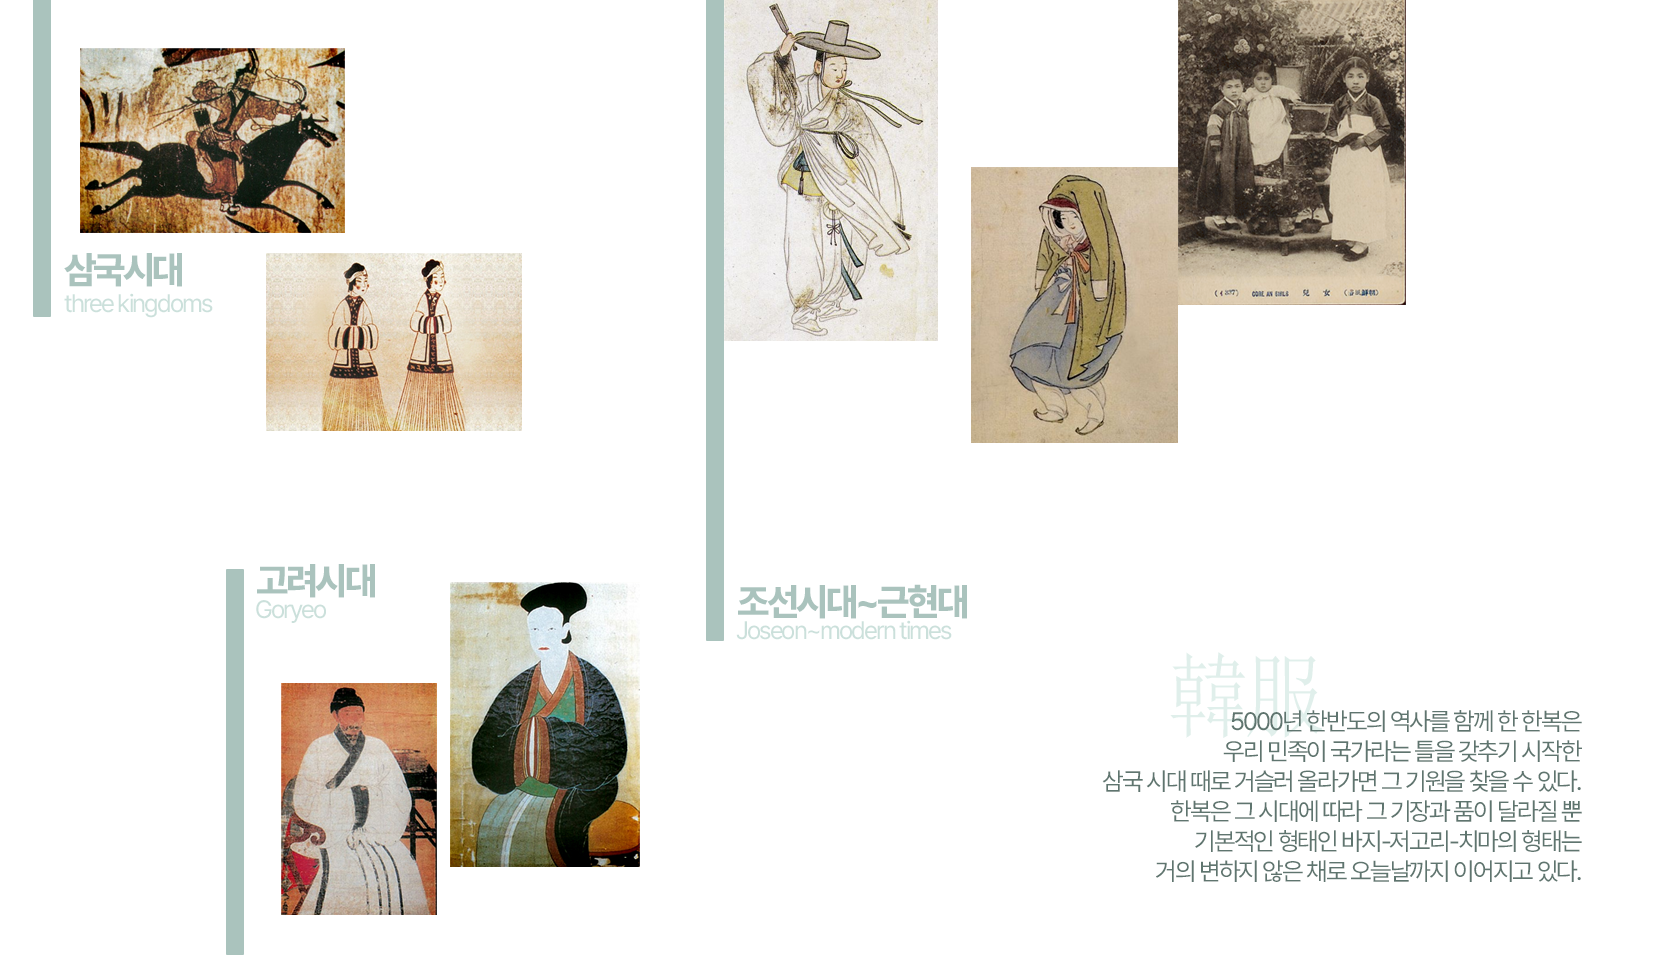 삼국시대
three kingdoms
고려시대
Goryeo
조선시대~근현대
Joseon~modern times
韓服
5000년 한반도의 역사를 함께 한 한복은
우리 민족이 국가라는 틀을 갖추기 시작한
삼국 시대 때로 거슬러 올라가면 그 기원을 찾을 수 있다.
한복은 그 시대에 따라 그 기장과 품이 달라질 뿐
기본적인 형태인 바지-저고리-치마의 형태는
거의 변하지 않은 채로 오늘날까지 이어지고 있다.